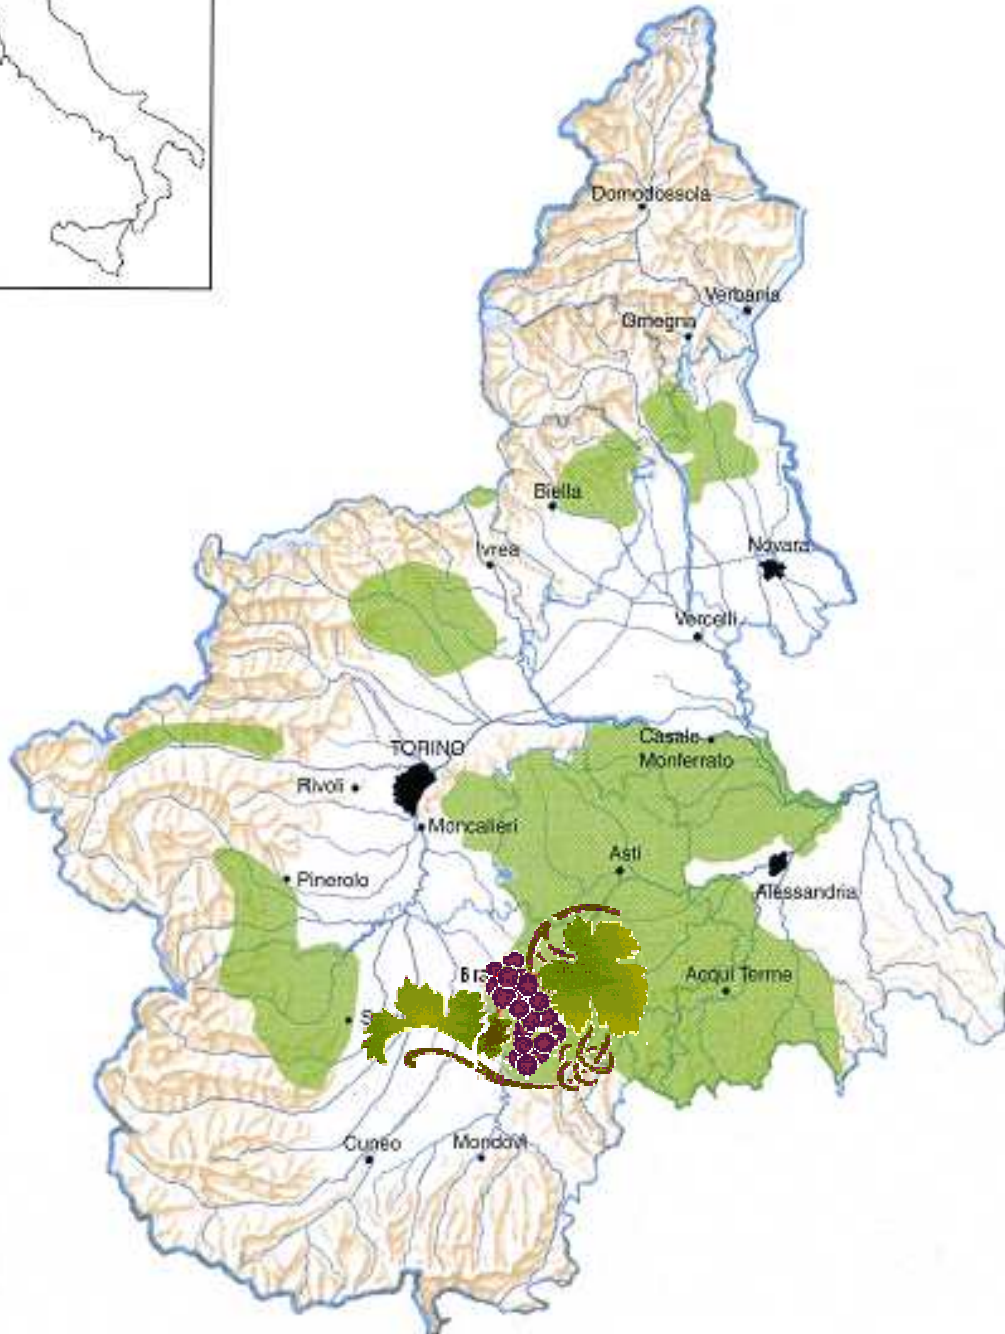 Domodossola
Verbania
Omegna
Biella
Ivrea
Novara
Vercelli
Casale
Monferrato
TORINO
Rivoli
Moncalieri
Asti
Pinerolo
Alessandria
Bra
Acqui Terme
S
Cuneo
Mondovì